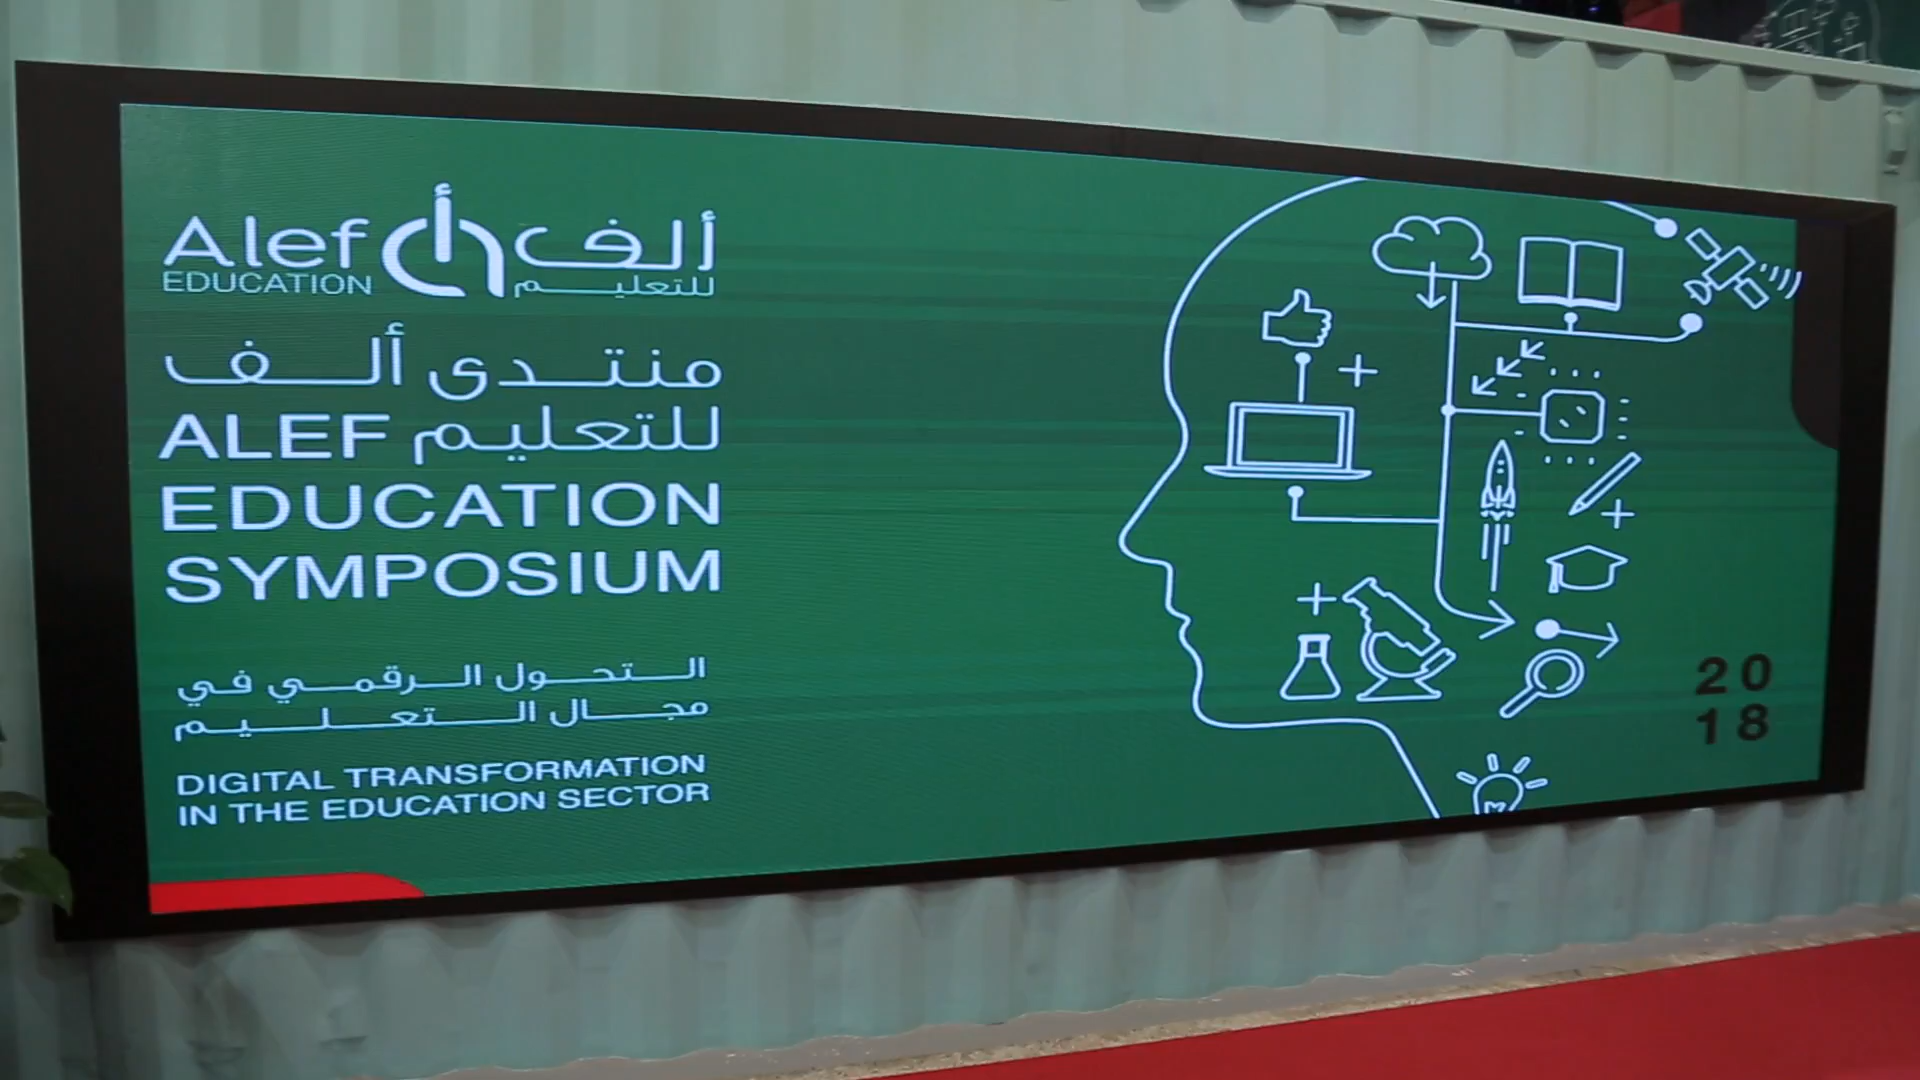 Alef ألف
EDUCATION للتعليم
منتدى ألف
ALEF للتعليم
EDUCATION
SYMPOSIUM
التحول الرقمي في
مجال التعليم
DIGITAL TRANSFORMATION
IN THE EDUCATION SECTOR
20
18